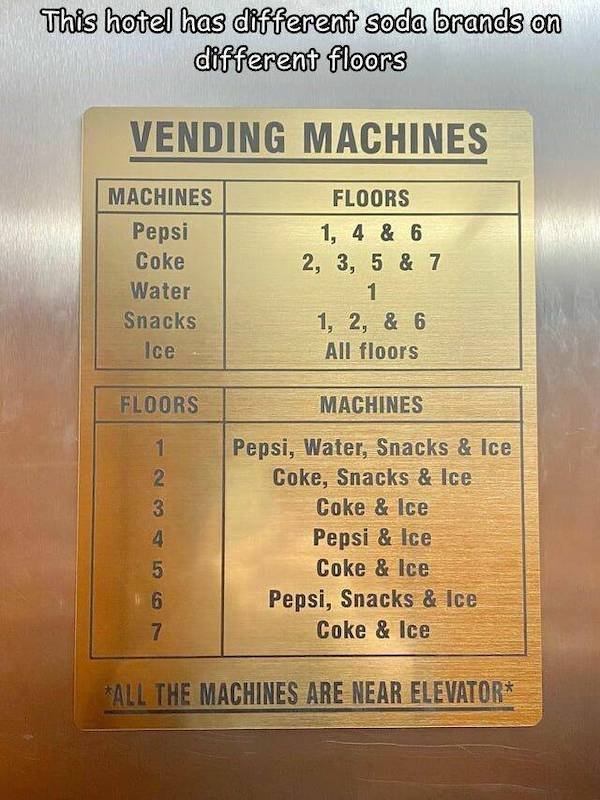 This hotel has different soda brands on
different floors
VENDING MACHINES
MACHINES FLOORS
Pepsi 1, 4 & 6
Coke 2, 3, 5 & 7
Water 1
Snacks 1, 2, & 6
Ice All floors
FLOORS MACHINES
1 Pepsi, Water, Snacks & Ice
2 Coke, Snacks & Ice
3 Coke & Ice
4 Pepsi & Ice
5 Coke & Ice
6 Pepsi, Snacks & Ice
7 Coke & Ice
*ALL THE MACHINES ARE NEAR ELEVATOR*